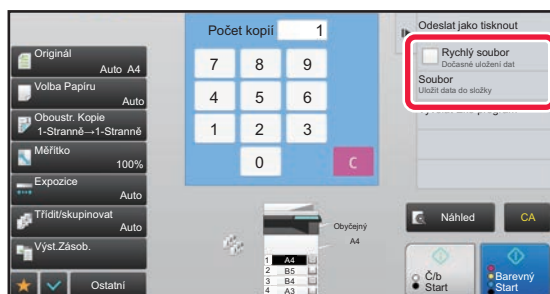 Originál
Auto A4
Volba Papíru
Auto
Oboustr. Kopie
1-Stranně→1-Stranně
Měřítko
100%
Expozice
Auto
Třídit/skupinovat
Auto
Výst.Zásob.
Ostatní
Počet kopií 1
7 8 9
4 5 6
1 2 3
0 C
Obyčejný
A4
1 A4
2 B5
3 B4
4 A3
Odeslat jako tisknout
Rychlý soubor
Dočasné uložení dat
Soubor
Uložit data do složky
Náhled
CA
Č/b
Start
Barevný
Start